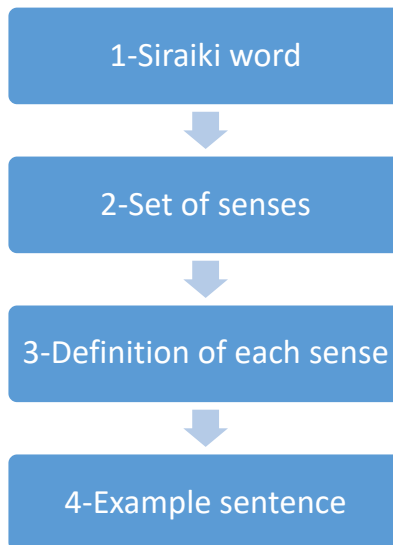 1-Siraiki word
2-Set of senses
3-Definition of each sense
4-Example sentence